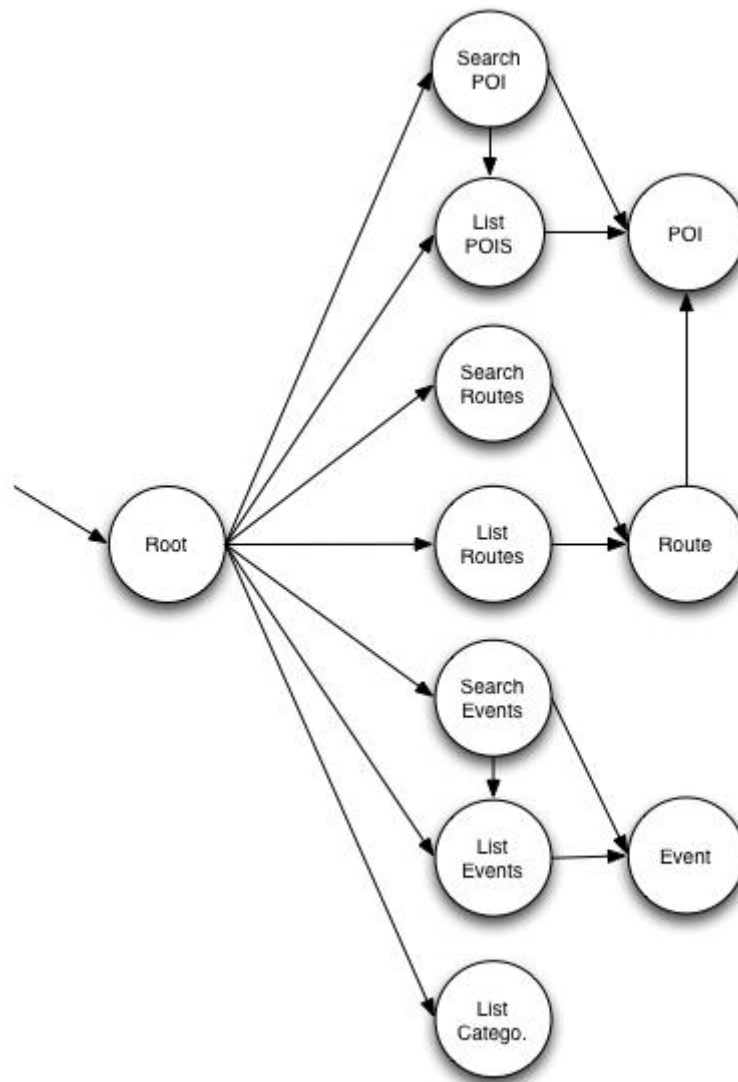 Search
POI
List
POIS
POI
Search
Routes
Root
List
Routes
Route
Search
Events
List
Events
Event
List
Catego.